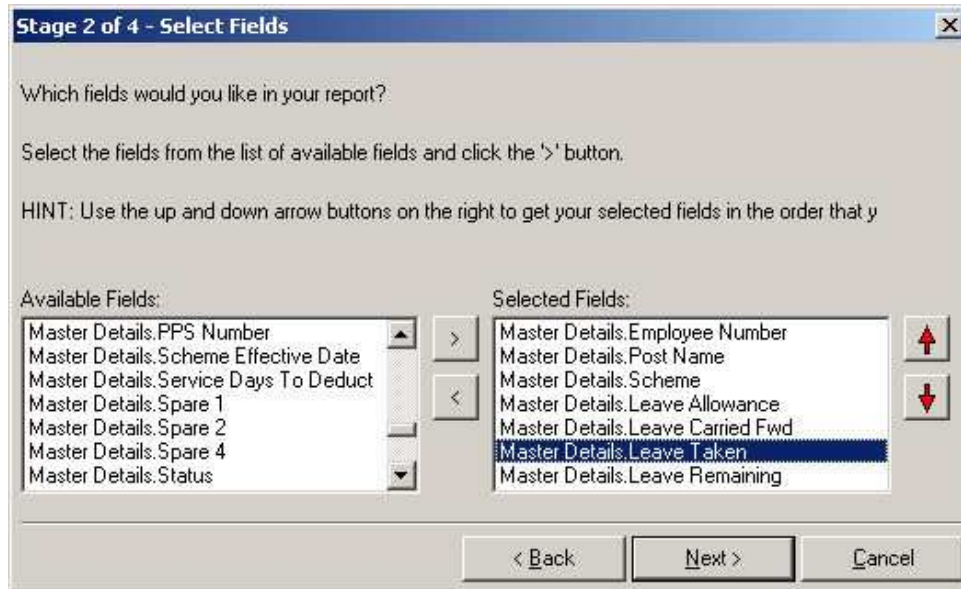 Stage 2 of 4 - Select Fields
Which fields would you like in your report?
Select the fields from the list of available fields and click the '>' button.
HINT: Use the up and down arrow buttons on the right to get your selected fields in the order that y
Available Fields:
Master Details.PPS Number
Master Details.Scheme Effective Date
Master Details.Service Days To Deduct
Master Details.Spare 1
Master Details.Spare 2
Master Details.Spare 4
Master Details.Status
>
<
Selected Fields:
Master Details.Employee Number
Master Details.Post Name
Master Details.Scheme
Master Details.Leave Allowance
Master Details.Leave Carried Fwd
Master Details.Leave Taken
Master Details.Leave Remaining
< Back
Next >
Cancel